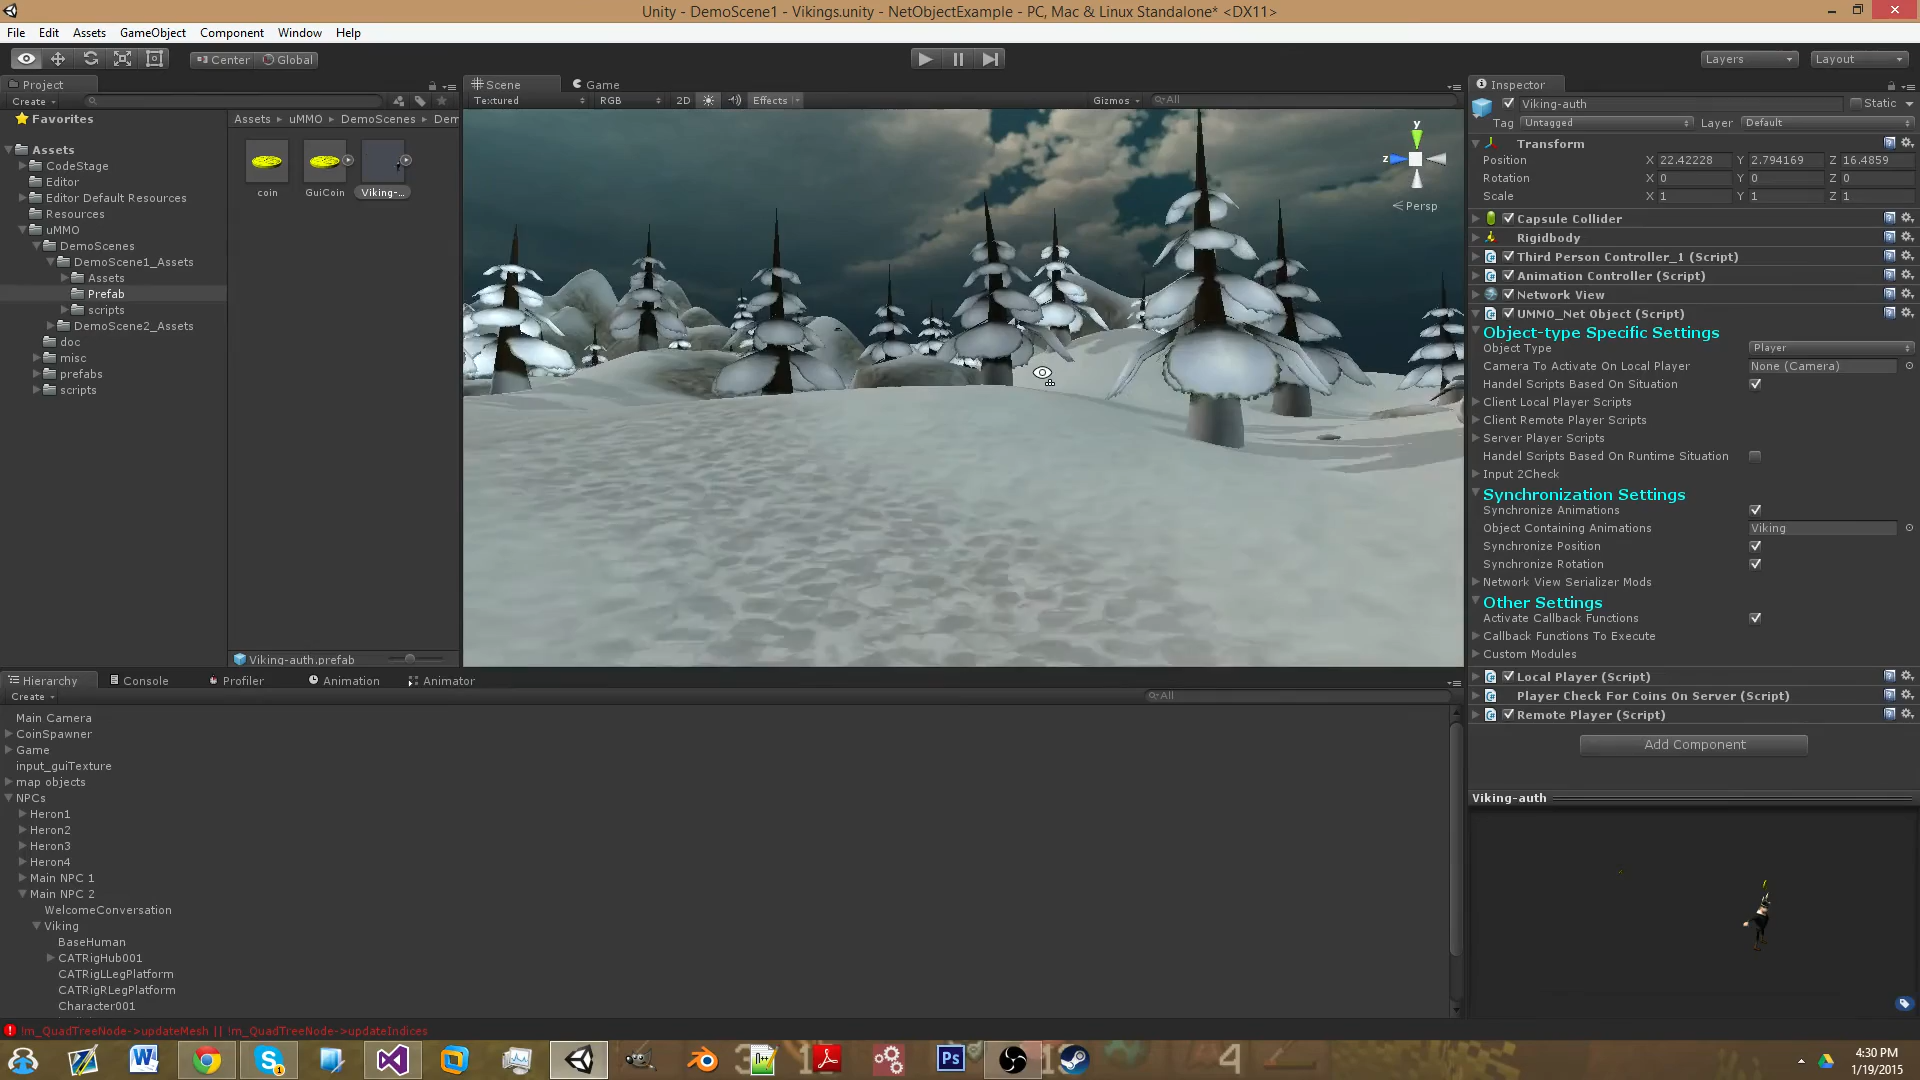 Unity - DemoScene1 - Vikings.unity - NetObjectExample - PC, Mac & Linux Standalone* <DX11>
File Edit Assets GameObject Component Window Help
Center Global Layers Layout
Project
Create
Favorites
Assets
CodeStage
Editor
Editor Default Resources
Resources
uMMO
DemoScenes
DemoScene1_Assets
Assets
Prefab
scripts
DemoScene2_Assets
doc
misc
prefabs
scripts
Assets uMMO DemoScenes Dem
coin GuiCoin Viking-...
Viking-auth.prefab
Scene Game
Textured RGB 2D Effects Gizmos All
y
z
Persp
Inspector
Viking-auth Static
Tag Untagged Layer Default
Transform
Position X 22.42228 Y 2.794169 Z 16.4859
Rotation X 0 Y 0 Z 0
Scale X 1 Y 1 Z 1
Capsule Collider
Rigidbody
Third Person Controller_1 (Script)
Animation Controller (Script)
Network View
UMMO_Net Object (Script)
Object-type Specific Settings
Object Type Player
Camera To Activate On Local Player None (Camera)
Handel Scripts Based On Situation
Client Local Player Scripts
Client Remote Player Scripts
Server Player Scripts
Handel Scripts Based On Runtime Situation
Input 2Check
Synchronization Settings
Synchronize Animations
Object Containing Animations Viking
Synchronize Position
Synchronize Rotation
Network View Serializer Mods
Other Settings
Activate Callback Functions
Callback Functions To Execute
Custom Modules
Local Player (Script)
Player Check For Coins On Server (Script)
Remote Player (Script)
Add Component
Viking-auth
Hierarchy Console Profiler Animation Animator
Create All
Main Camera
CoinSpawner
Game
input_guiTexture
map objects
NPCs
Heron1
Heron2
Heron3
Heron4
Main NPC 1
Main NPC 2
WelcomeConversation
Viking
BaseHuman
CATRigHub001
CATRigLLegPlatform
CATRigRLegPlatform
Character001
!m_QuadTreeNode->updateMesh || !m_QuadTreeNode->updateIndices
4:30 PM
1/19/2015